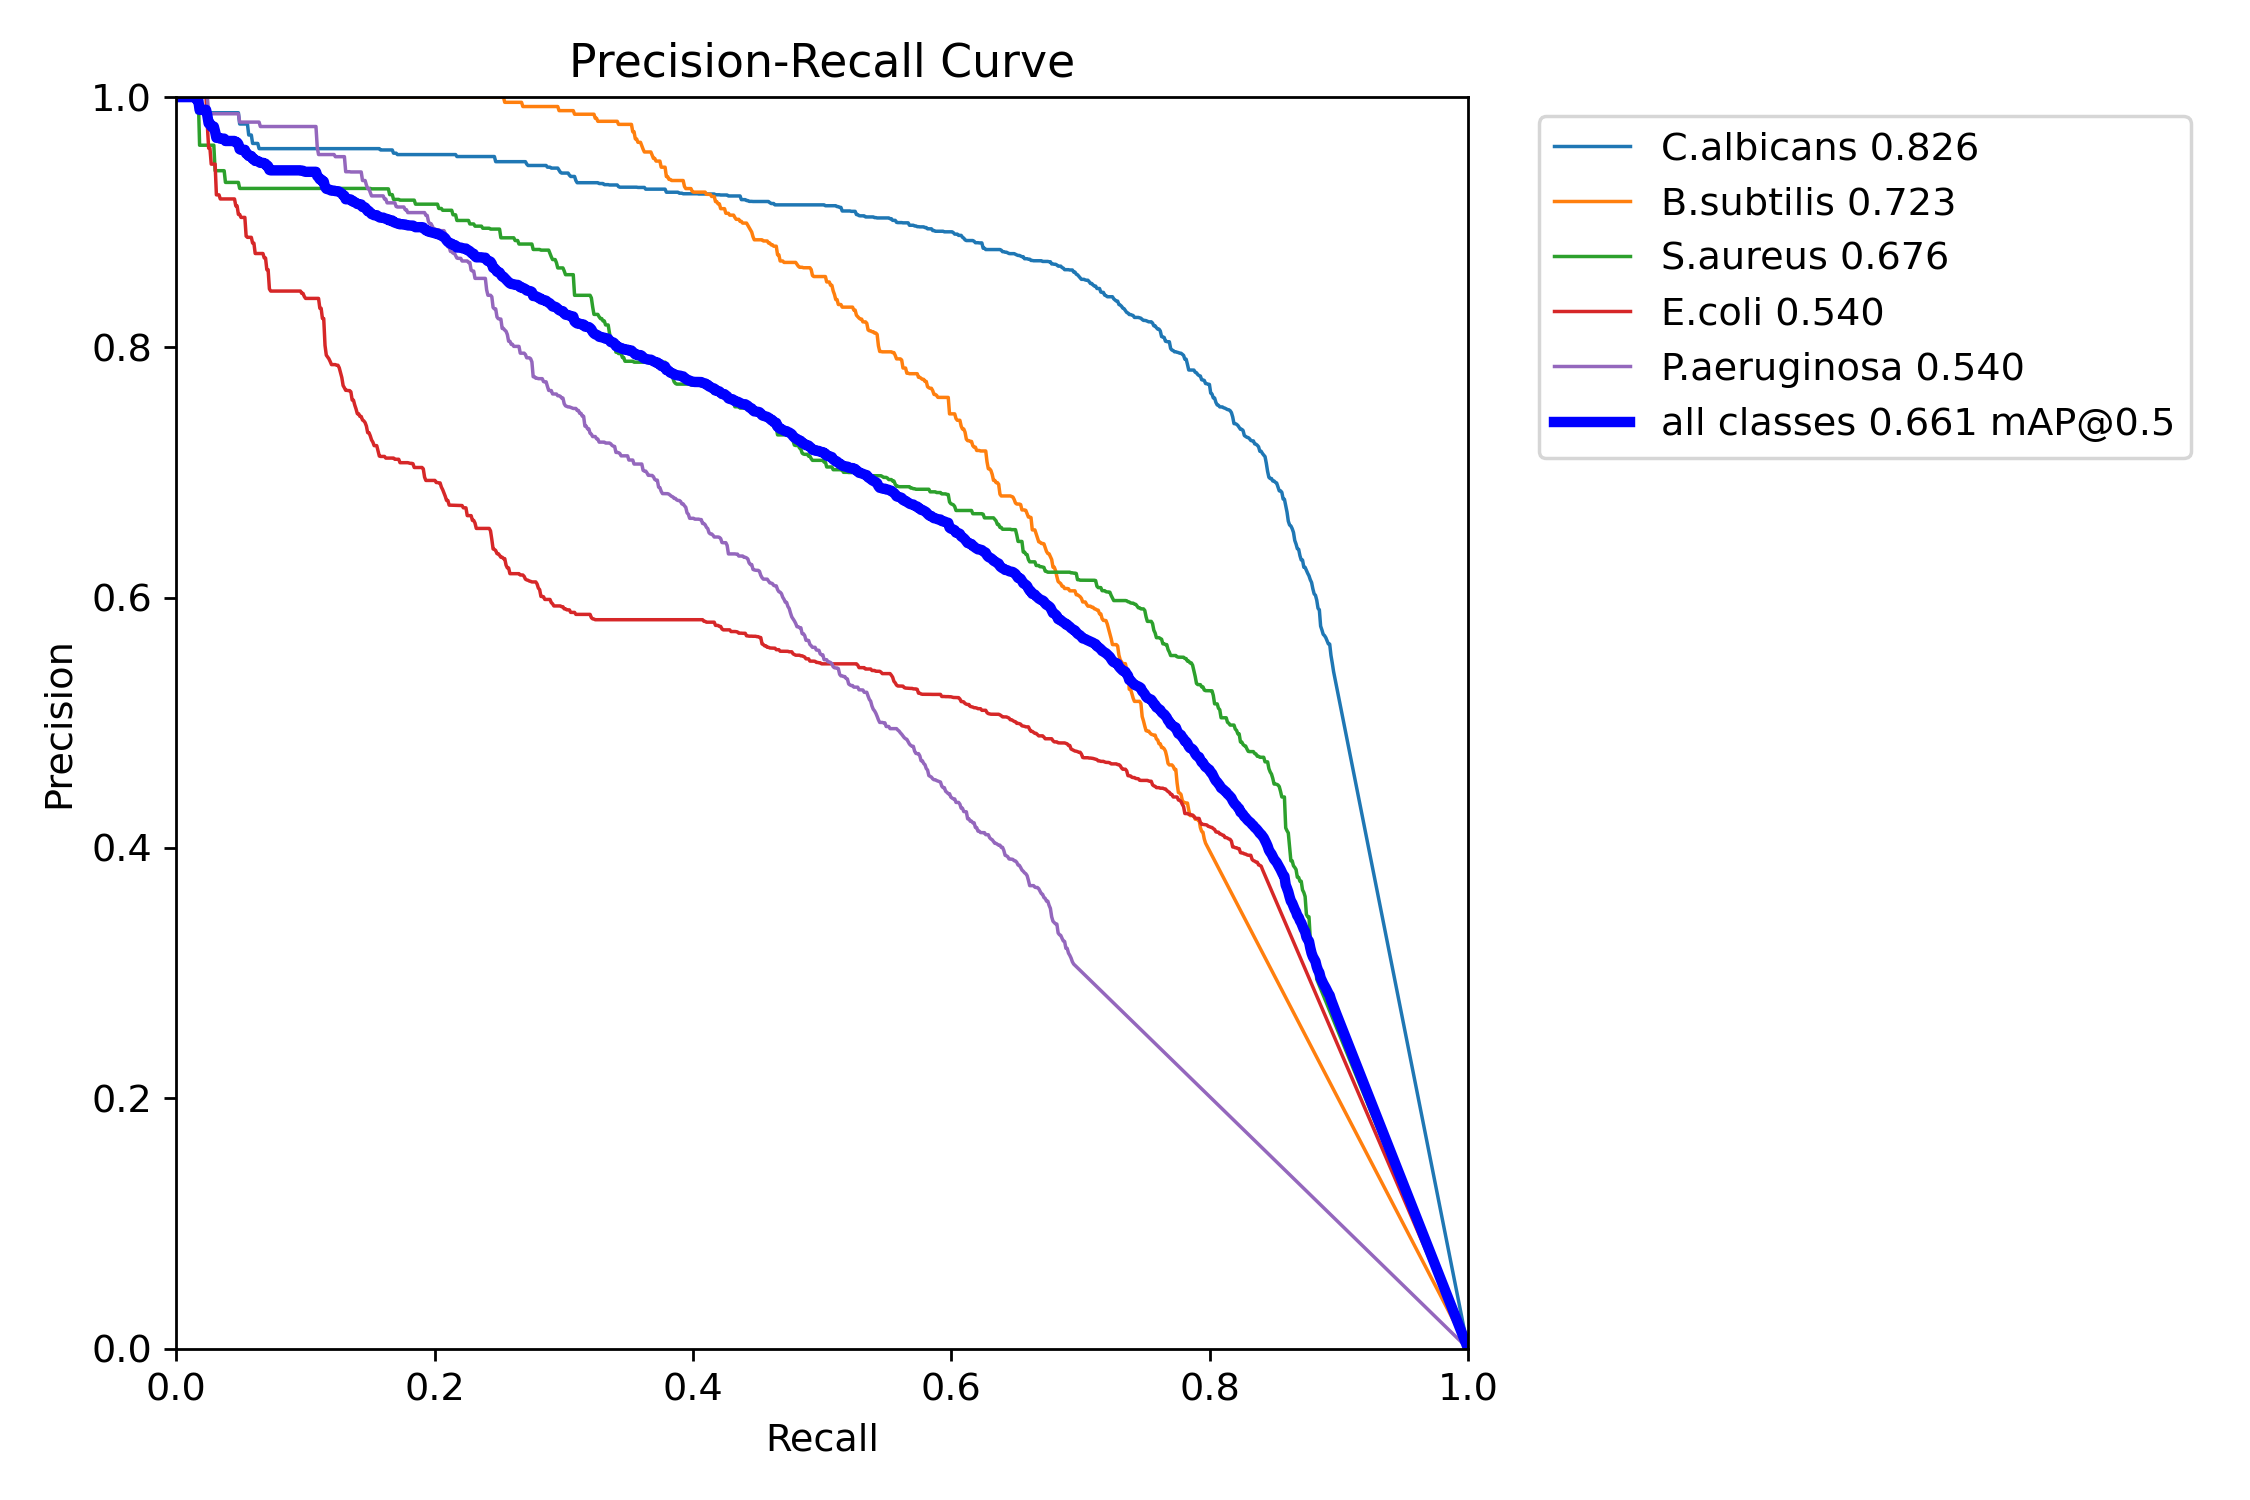 Precision-Recall Curve
1.0
0.8
0.6
0.4
0.2
0.0
Precision
0.0 0.2 0.4 0.6 0.8 1.0
Recall
C.albicans 0.826
B.subtilis 0.723
S.aureus 0.676
E.coli 0.540
P.aeruginosa 0.540
all classes 0.661 mAP@0.5